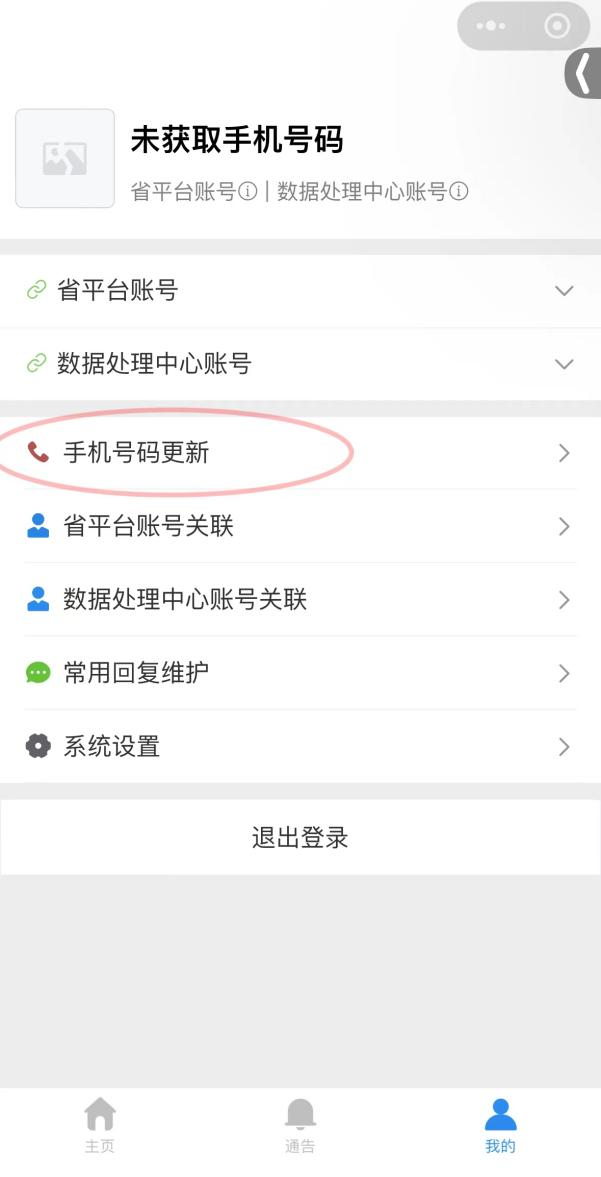 未获取手机号码
省平台账号 | 数据处理中心账号
省平台账号
数据处理中心账号
手机号码更新
省平台账号关联
数据处理中心账号关联
常用回复维护
系统设置
退出登录
主页
通告
我的